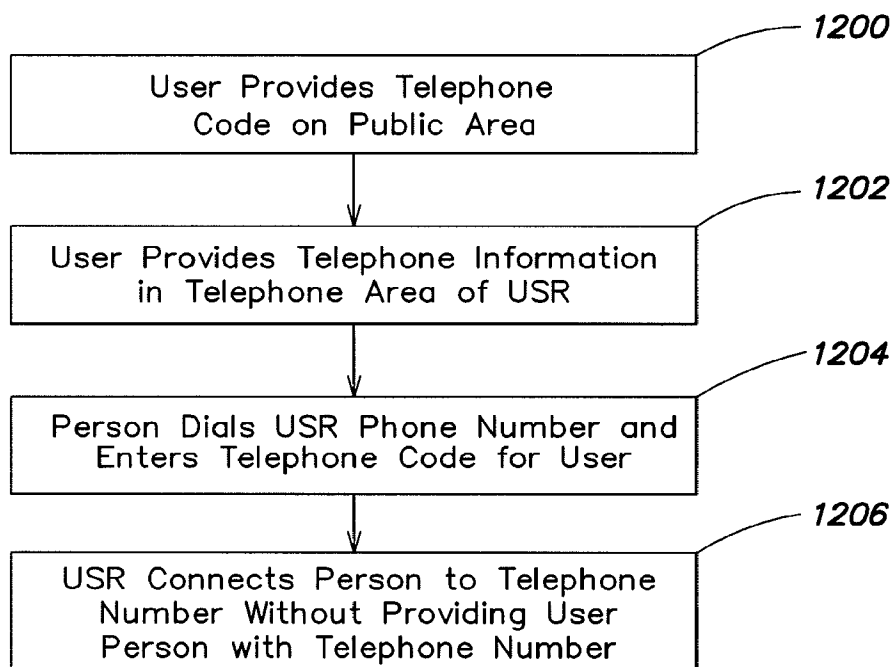 1200
User Provides Telephone
Code on Public Area
1202
User Provides Telephone Information
in Telephone Area of USR
1204
Person Dials USR Phone Number and
Enters Telephone Code for User
1206
USR Connects Person to Telephone
Number Without Providing User
Person with Telephone Number